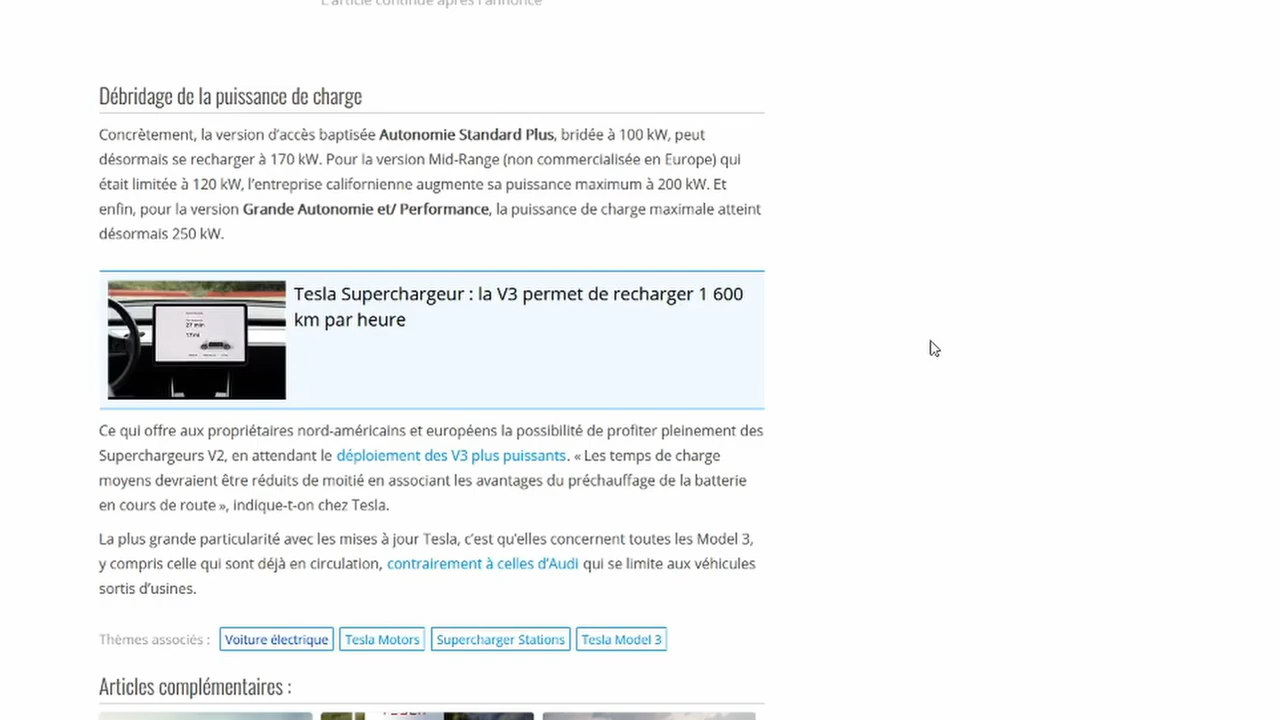 L'article continue après l'annonce
Débridage de la puissance de charge
Concrètement, la version d'accès baptisée Autonomie Standard Plus, bridée à 100 kW, peut
désormais se recharger à 170 kW. Pour la version Mid-Range (non commercialisée en Europe) qui
était limitée à 120 kW, l'entreprise californienne augmente sa puissance maximum à 200 kW. Et
enfin, pour la version Grande Autonomie et/ Performance, la puissance de charge maximale atteint
désormais 250 kW.
Tesla Superchargeur : la V3 permet de recharger 1 600
km par heure
27 min
Ce qui offre aux propriétaires nord-américains et européens la possibilité de profiter pleinement des
Superchargeurs V2, en attendant le déploiement des V3 plus puissants. « Les temps de charge
moyens devraient être réduits de moitié en associant les avantages du préchauffage de la batterie
en cours de route », indique-t-on chez Tesla.
La plus grande particularité avec les mises à jour Tesla, c'est qu'elles concernent toutes les Model 3,
y compris celle qui sont déjà en circulation, contrairement à celles d'Audi qui se limite aux véhicules
sortis d'usines.
Thèmes associés : Voiture électrique Tesla Motors Supercharger Stations Tesla Model 3
Articles complémentaires :